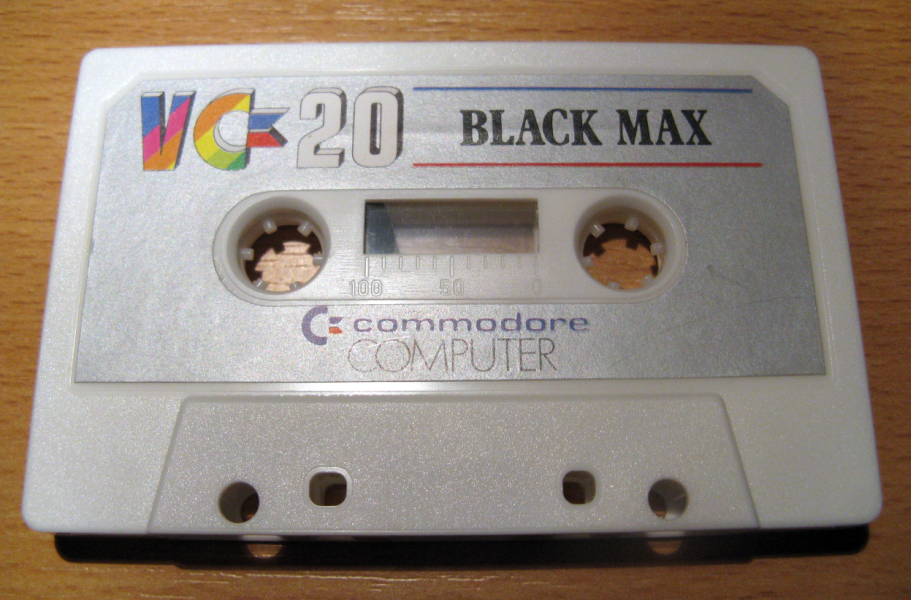 VC 20
BLACK MAX
100 50 0
commodore
COMPUTER